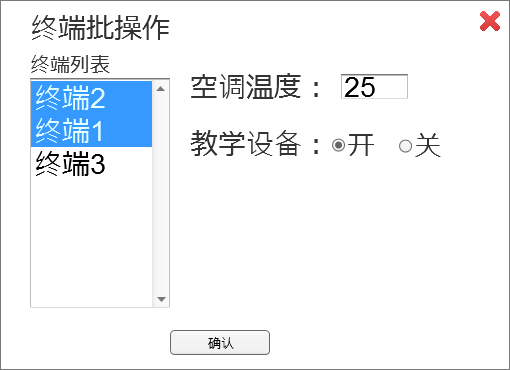 终端批操作
终端列表
终端2
终端1
终端3
空调温度： 25
教学设备： 开 关
确认